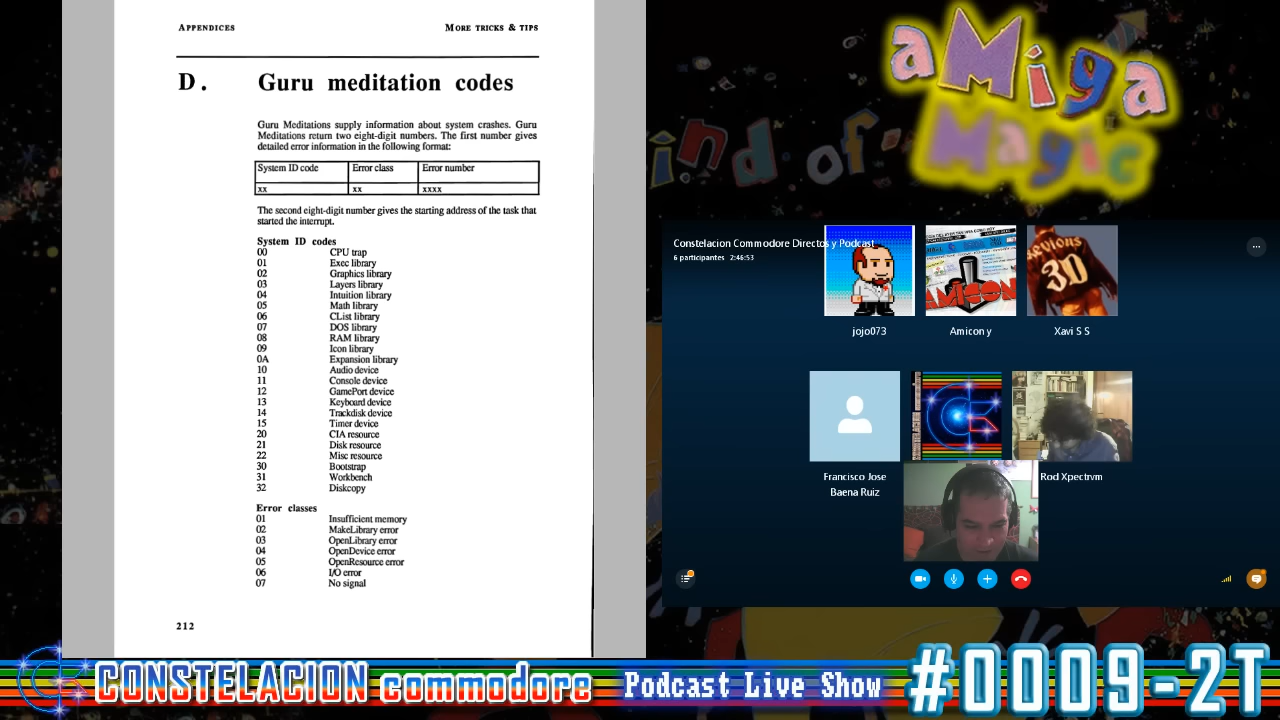 APPENDICES
MORE TRICKS & TIPS
D. Guru meditation codes
Guru Meditations supply information about system crashes. Guru
Meditations return two eight-digit numbers. The first number gives
detailed error information in the following format:
System ID code Error class Error number
xx xx xxxx
The second eight-digit number gives the starting address of the task that
started the interrupt.
System ID codes
00 CPU trap
01 Exec library
02 Graphics library
03 Layers library
04 Intuition library
05 Math library
06 CList library
07 DOS library
08 RAM library
09 Icon library
0A Expansion library
10 Audio device
11 Console device
12 GamePort device
13 Keyboard device
14 Trackdisk device
15 Timer device
20 CIA resource
21 Disk resource
22 Misc resource
30 Bootstrap
31 Workbench
32 Diskcopy
Error classes
01 Insufficient memory
02 MakeLibrary error
03 OpenLibrary error
04 OpenDevice error
05 OpenResource error
06 I/O error
07 No signal
212
aMiga
ind of
Constelacion Commodore Directos y Podcast
6 participantes 2:46:53
AMICON
evions
3D
jojo073
Amicon y
Xavi S S
Francisco Jose
Baena Ruiz
Rod Xpectrvm
CONSTELACION commodore Podcast Live Show #0009-2T